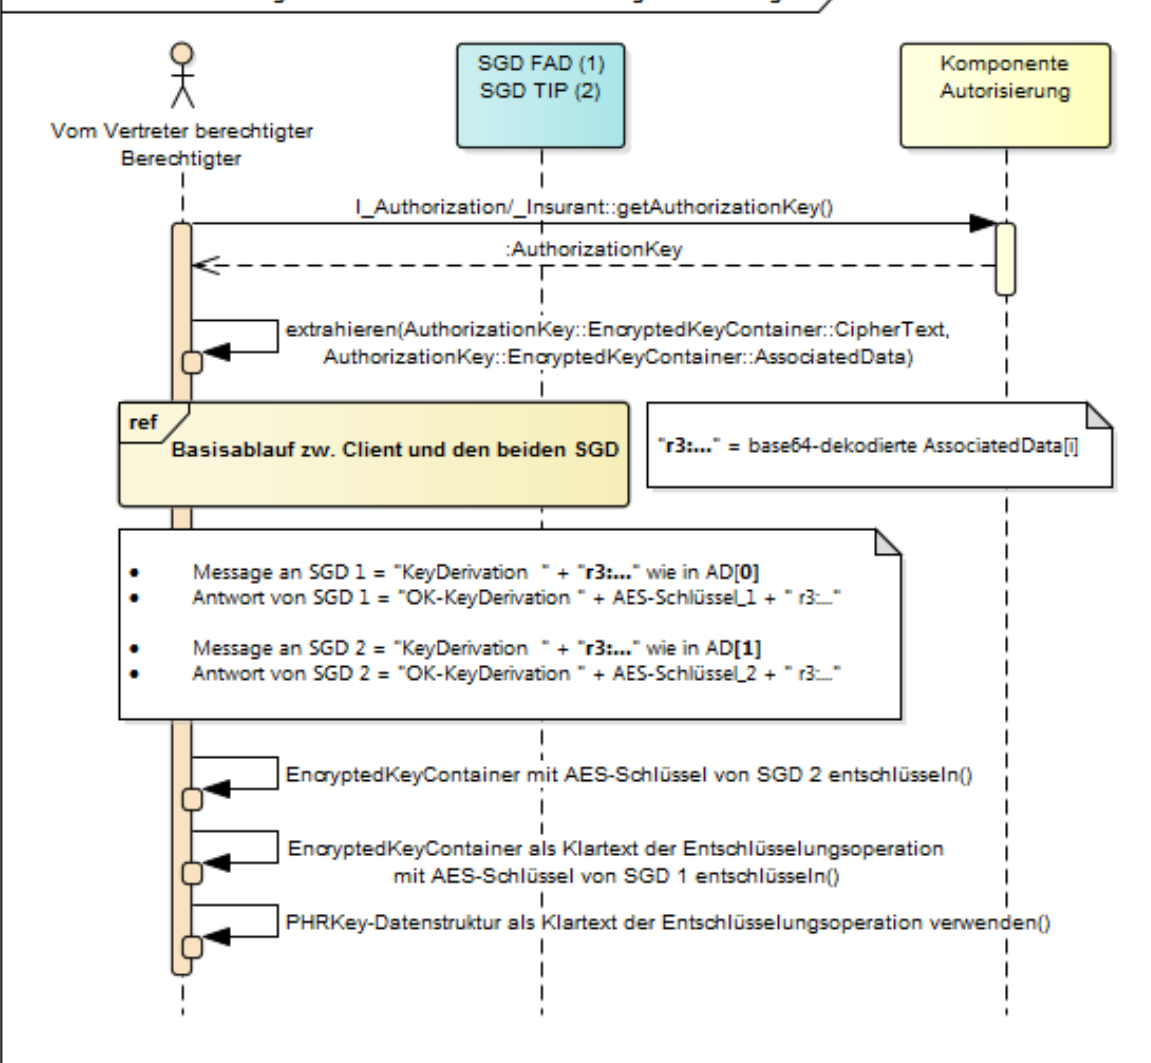 Vom Vertreter berechtigter
Berechtigter
SGD FAD (1)
SGD TIP (2)
Komponente
Autorisierung
I_Authorization/_Insurant::getAuthorizationKey()
:AuthorizationKey
extrahieren(AuthorizationKey::EncryptedKeyContainer::CipherText,
AuthorizationKey::EncryptedKeyContainer::AssociatedData)
ref
Basisablauf zw. Client und den beiden SGD
"r3:..." = base64-dekodierte AssociatedData[i]
• Message an SGD 1 = "KeyDerivation " + "r3:..." wie in AD[0]
• Antwort von SGD 1 = "OK-KeyDerivation " + AES-Schlüssel_1 + " r3:..."
• Message an SGD 2 = "KeyDerivation " + "r3:..." wie in AD[1]
• Antwort von SGD 2 = "OK-KeyDerivation " + AES-Schlüssel_2 + " r3:..."
EncryptedKeyContainer mit AES-Schlüssel von SGD 2 entschlüsseln()
EncryptedKeyContainer als Klartext der Entschlüsselungsoperation
mit AES-Schlüssel von SGD 1 entschlüsseln()
PHRKey-Datenstruktur als Klartext der Entschlüsselungsoperation verwenden()